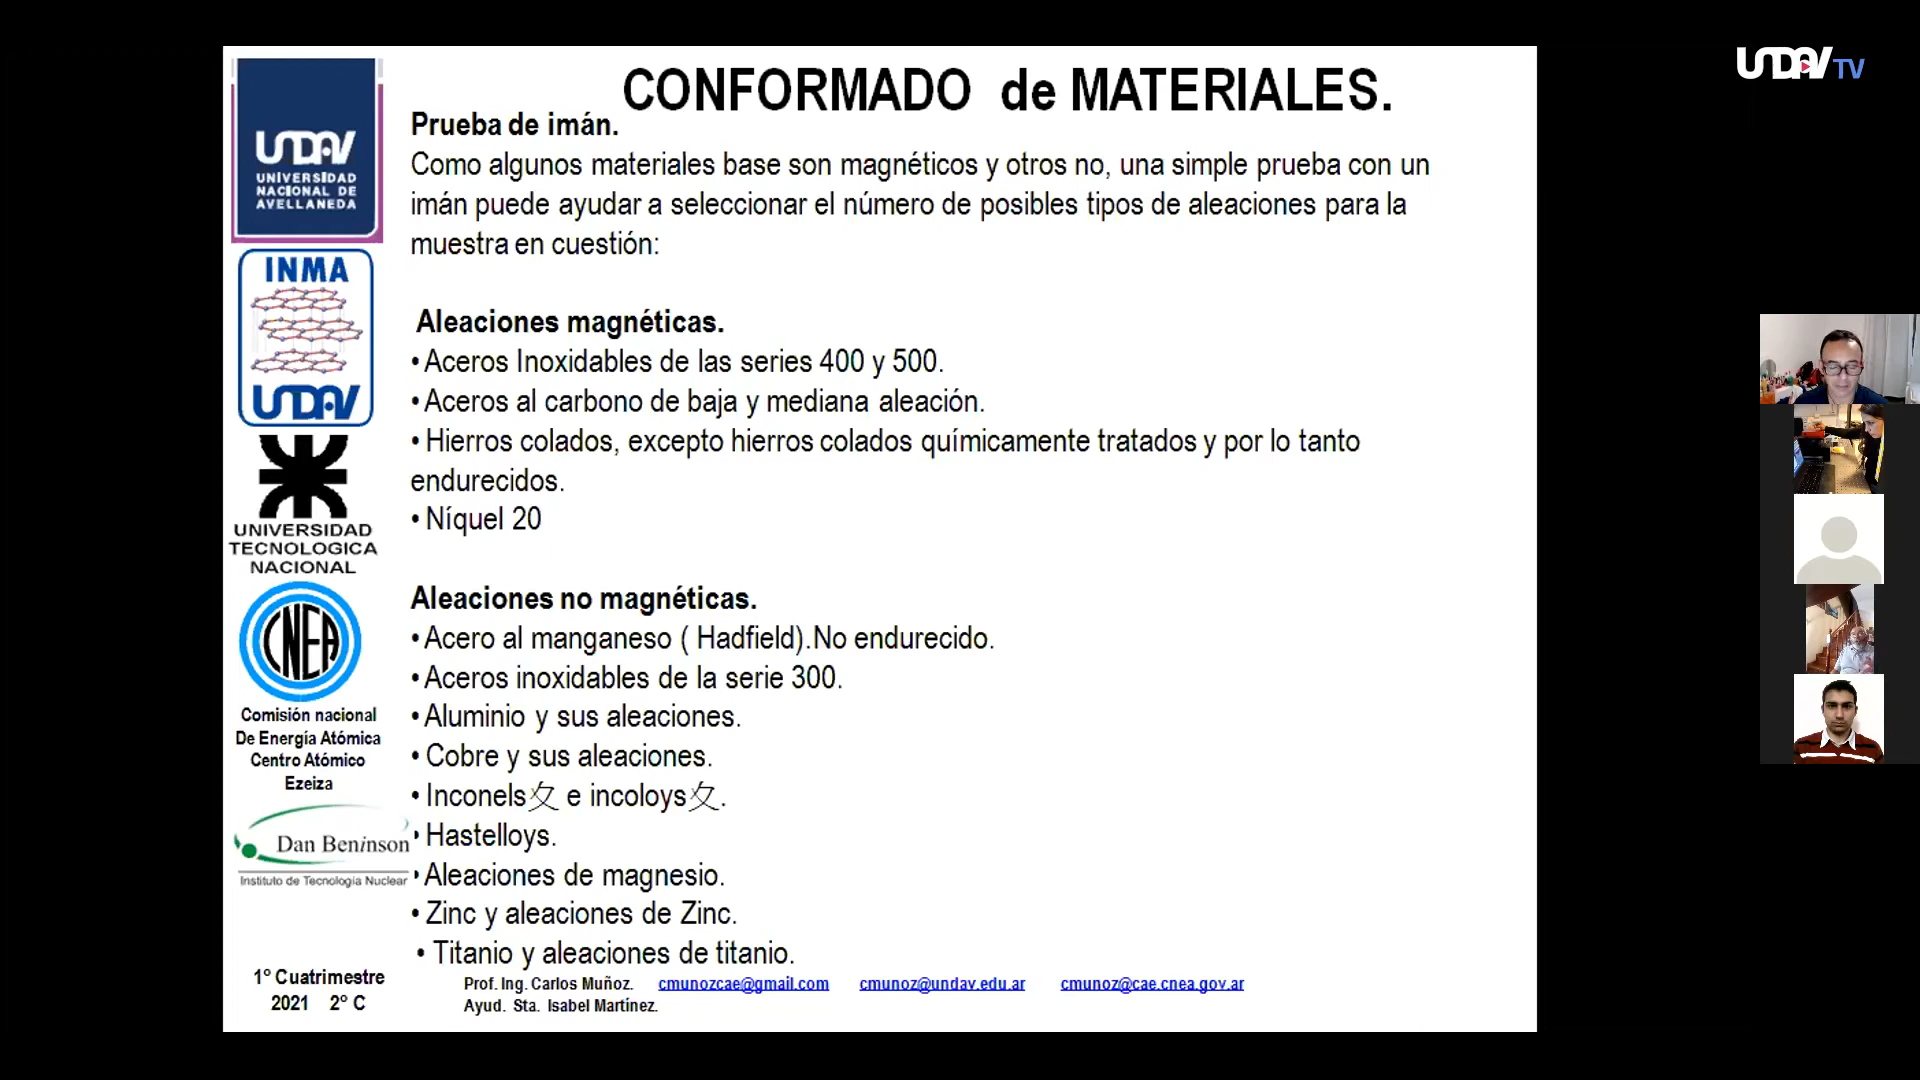 UNDAV TV
CONFORMADO de MATERIALES.
Prueba de imán.
Como algunos materiales base son magnéticos y otros no, una simple prueba con un
imán puede ayudar a seleccionar el número de posibles tipos de aleaciones para la
muestra en cuestión:
Aleaciones magnéticas.
• Aceros Inoxidables de las series 400 y 500.
• Aceros al carbono de baja y mediana aleación.
• Hierros colados, excepto hierros colados químicamente tratados y por lo tanto
endurecidos.
• Níquel 20
Aleaciones no magnéticas.
• Acero al manganeso ( Hadfield).No endurecido.
• Aceros inoxidables de la serie 300.
• Aluminio y sus aleaciones.
• Cobre y sus aleaciones.
• Inconels攵 e incoloys攵.
• Hastelloys.
• Aleaciones de magnesio.
• Zinc y aleaciones de Zinc.
• Titanio y aleaciones de titanio.
UNDAV
UNIVERSIDAD
NACIONAL DE
AVELLANEDA
INMA
UNDAV
UNIVERSIDAD
TECNOLOGICA
NACIONAL
CNEA
Comisión nacional
De Energía Atómica
Centro Atómico
Ezeiza
Dan Beninson
Instituto de Tecnología Nuclear
1º Cuatrimestre
2021 2º C
Prof. Ing. Carlos Muñoz. cmunozcae@gmail.com cmunoz@undav.edu.ar cmunoz@cae.cnea.gov.ar
Ayud. Sta. Isabel Martínez.